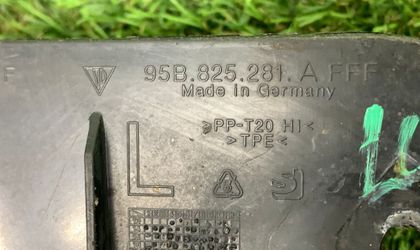 F 95B.825.281. A FFF
Made in Germany
>PP-T20 HI<
>TPE<
L